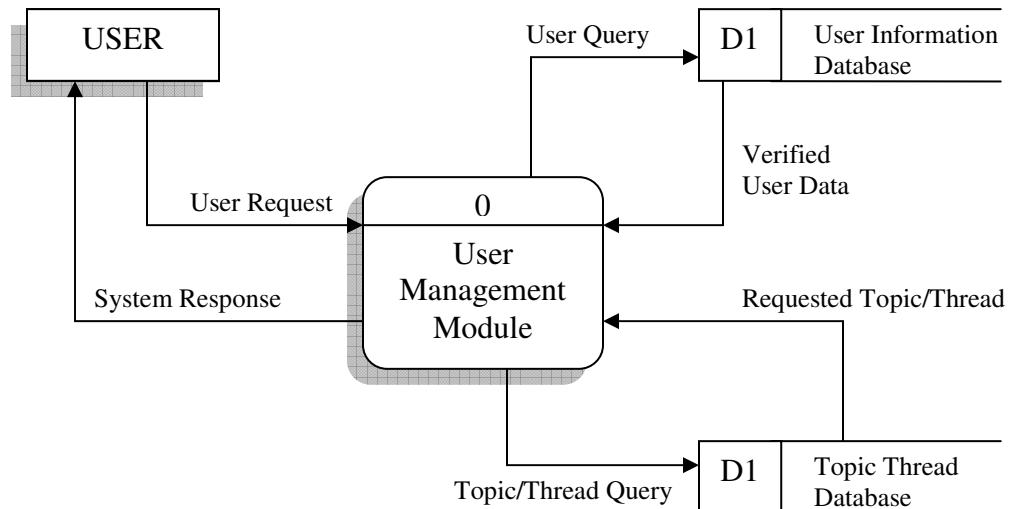 USER
User Query
D1
User Information
Database
Verified
User Data
User Request
0
User
Management
Module
System Response
Requested Topic/Thread
Topic/Thread Query
D1
Topic Thread
Database